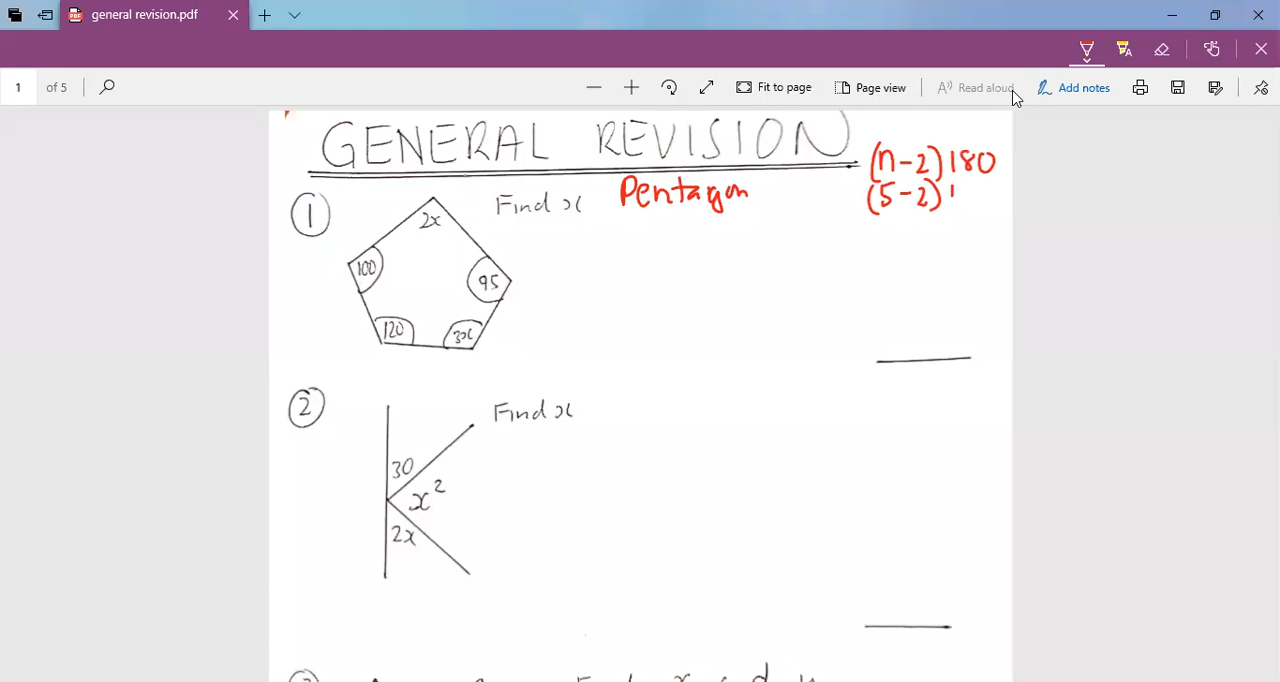 general revision.pdf
1 of 5
Fit to page
Page view
Read aloud
Add notes
GENERAL REVISION
(n-2)180
(5-2)1
① Find x Pentagon
2x
100
95
120
3x
② Find x
30
x²
2x